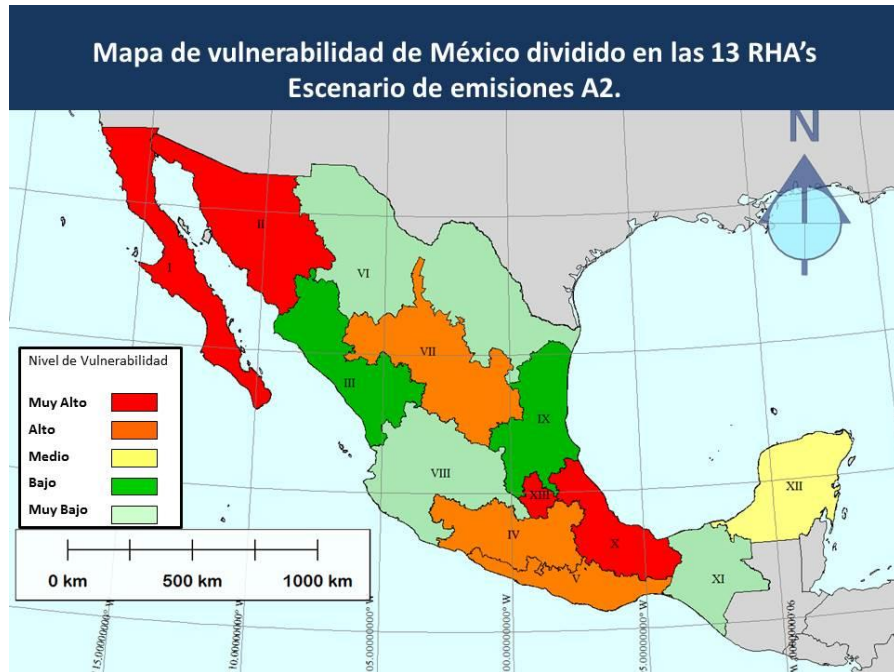 Mapa de vulnerabilidad de México dividido en las 13 RHA's
Escenario de emisiones A2.
N
I
II
VI
VII
III
IX
VIII
XIII
XII
IV
X
V
XI
Nivel de Vulnerabilidad
Muy Alto
Alto
Medio
Bajo
Muy Bajo
0 km 500 km 1000 km